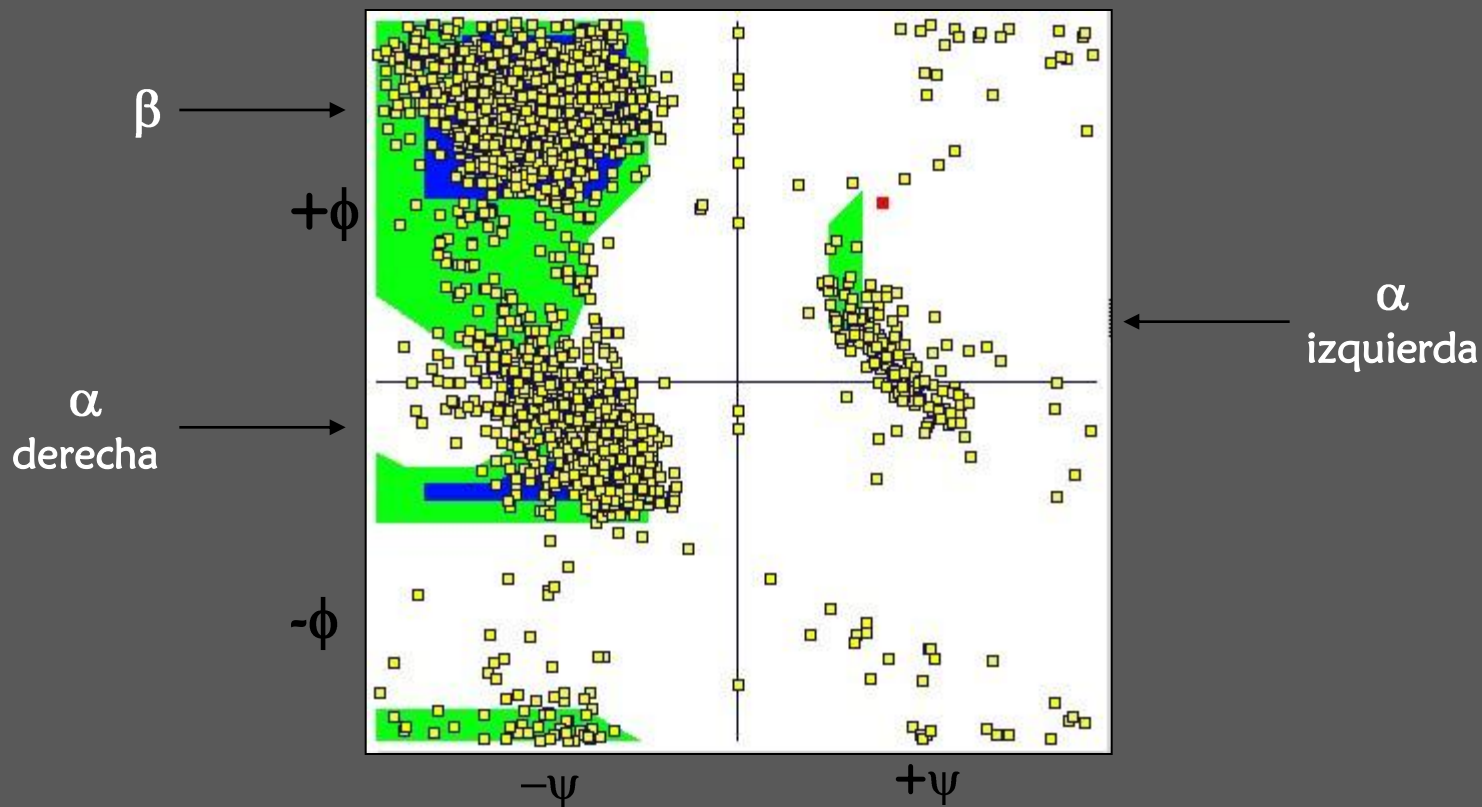 β
+ϕ
α
izquierda
α
derecha
-ϕ
–ψ
+ψ